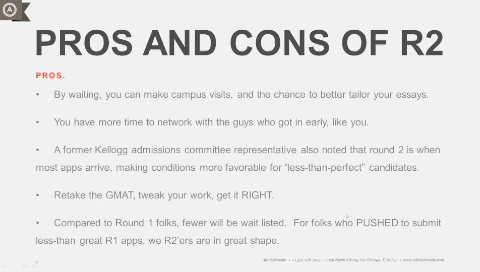 A
PROS AND CONS OF R2
PROS.
• By waiting, you can make campus visits, and the chance to better tailor your essays.
• You have more time to network with the guys who got in early, like you.
• A former Kellogg admissions committee representative also noted that round 2 is when
most apps arrive, making conditions more favorable for “less-than-perfect” candidates.
• Retake the GMAT, tweak your work, get it RIGHT.
• Compared to Round 1 folks, fewer will be wait listed. For folks who PUSHED to submit
less-than great R1 apps, we R2'ers are in great shape.